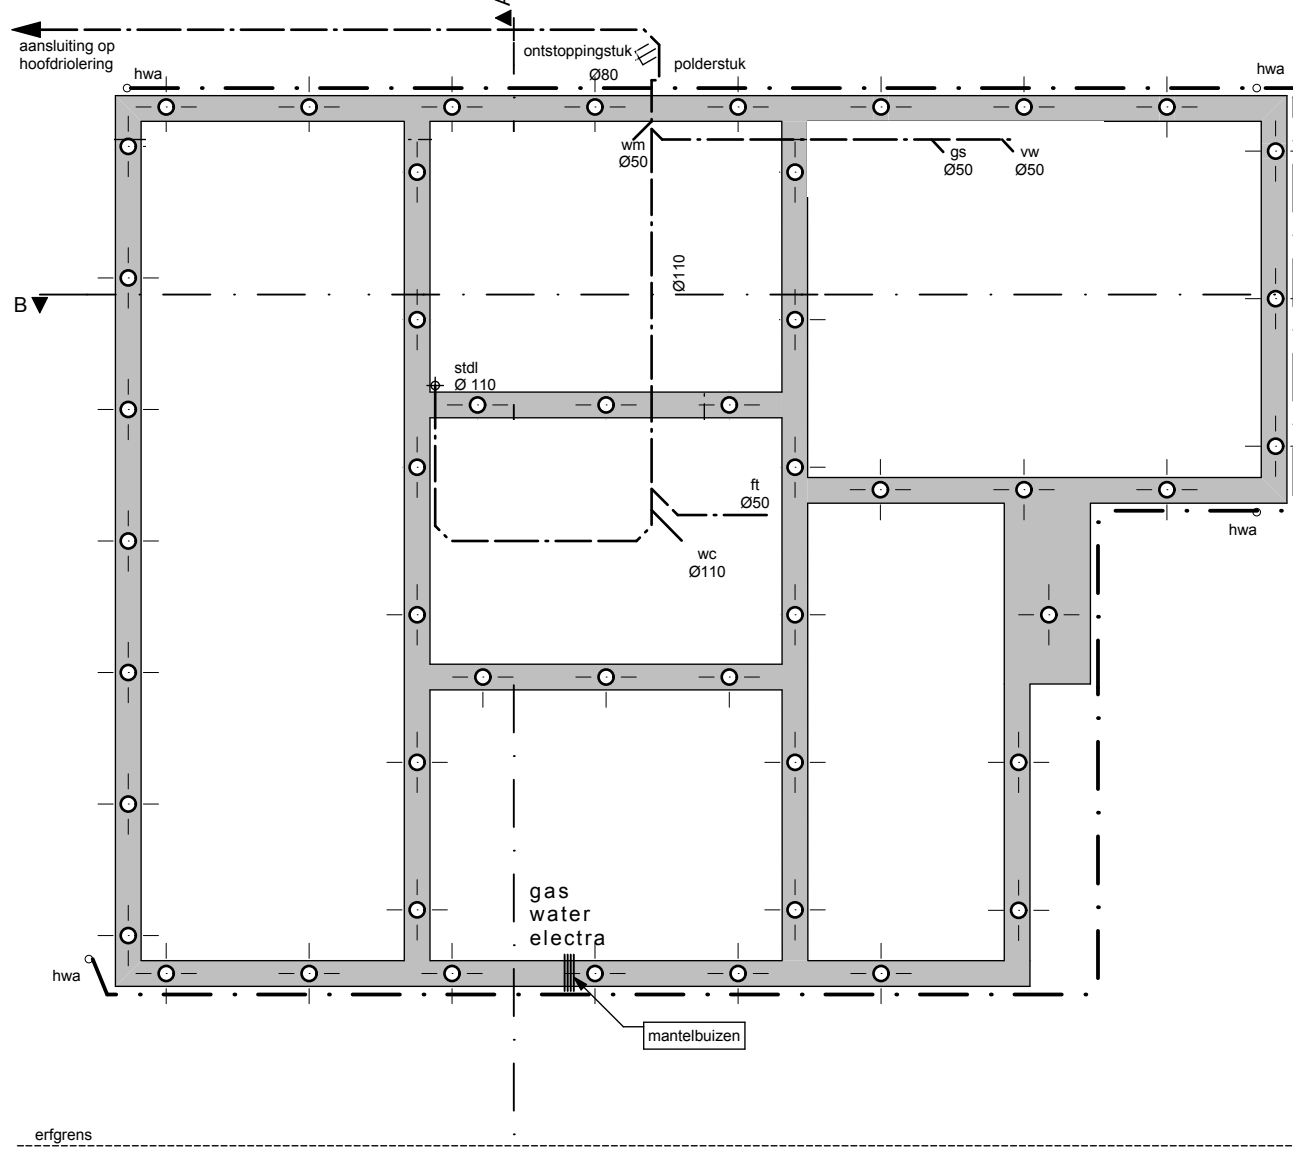 A
aansluiting op
hoofdriolering
ontstoppingstuk
Ø80
polderstuk
hwa
hwa
wm
Ø50
gs
Ø50
vw
Ø50
Ø110
B
stdl
Ø 110
ft
Ø50
wc
Ø110
hwa
gas
water
electra
hwa
mantelbuizen
erfgrens